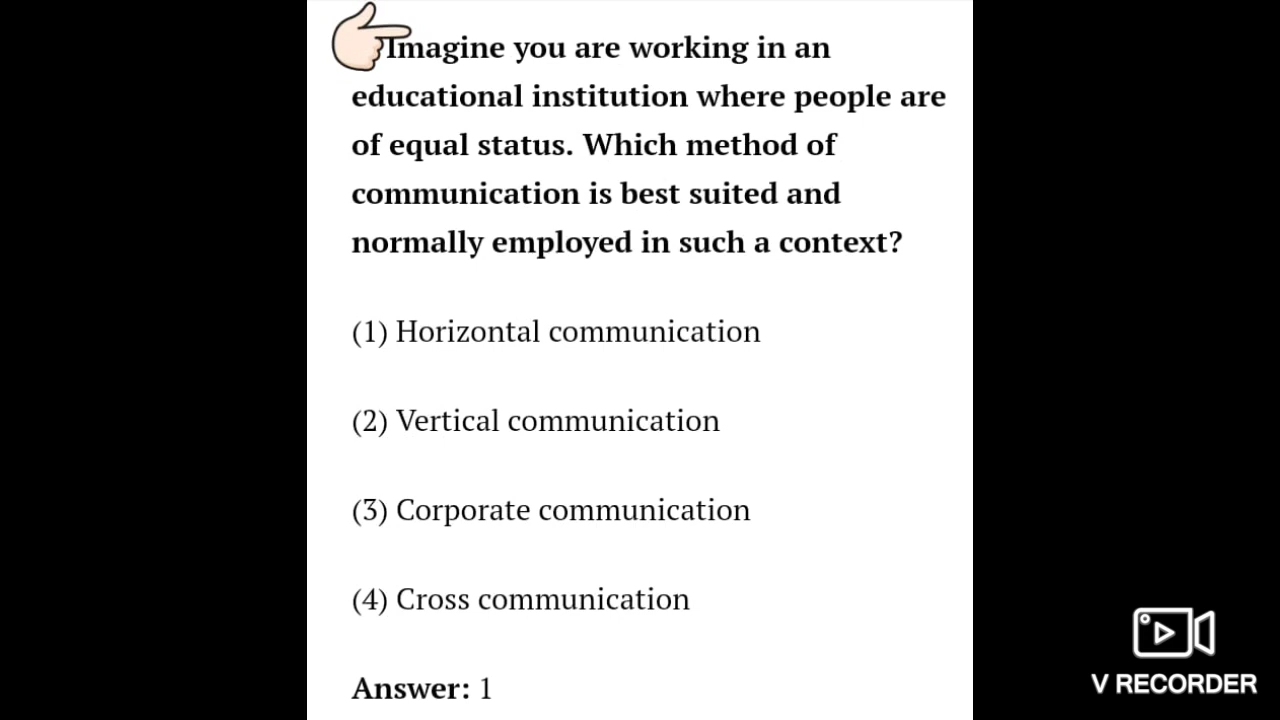 Imagine you are working in an
educational institution where people are
of equal status. Which method of
communication is best suited and
normally employed in such a context?
(1) Horizontal communication
(2) Vertical communication
(3) Corporate communication
(4) Cross communication
Answer: 1
V RECORDER